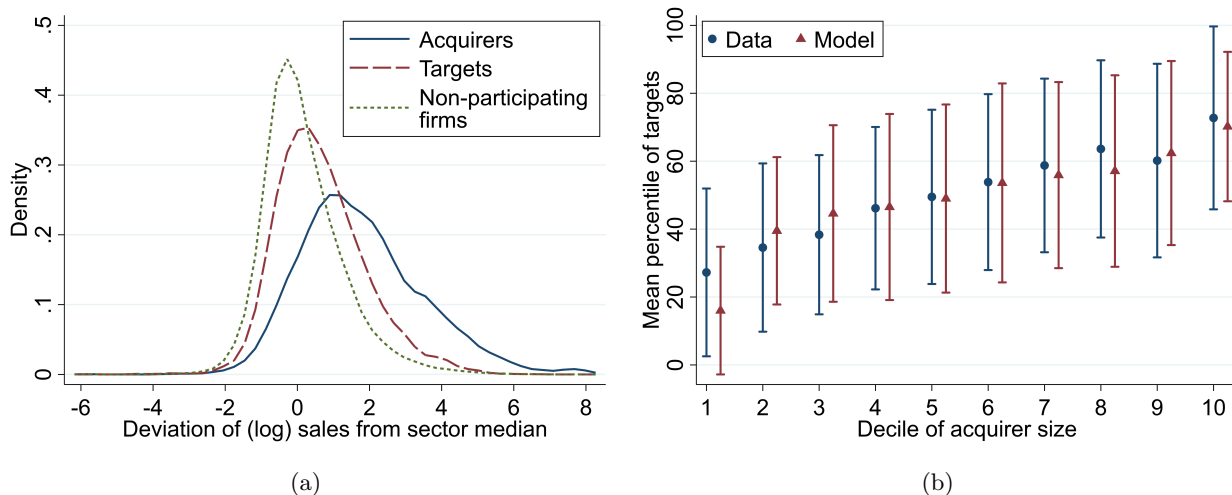 .5
.4
.3
.2
.1
0
Density
Acquirers
Targets
Non-participating
firms
-6 -4 -2 0 2 4 6 8
Deviation of (log) sales from sector median
(a)
100
80
60
40
20
0
Mean percentile of targets
Data Model
1 2 3 4 5 6 7 8 9 10
Decile of acquirer size
(b)